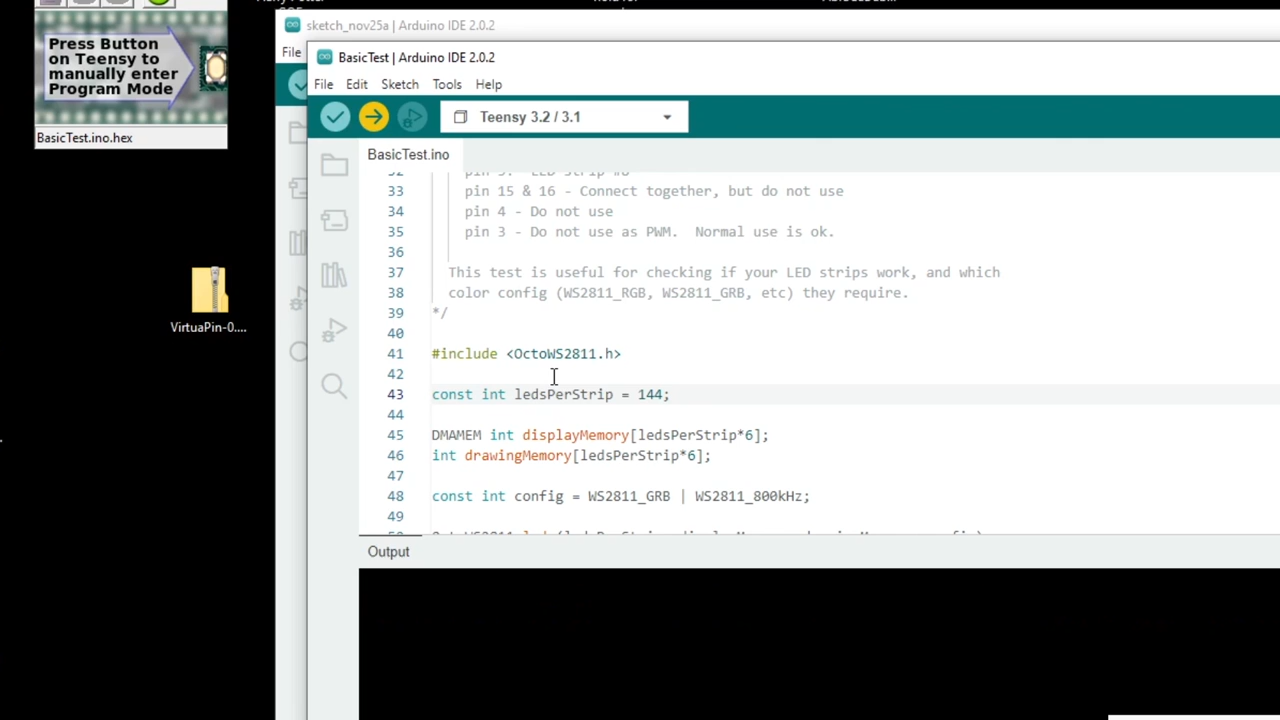 sketch_nov25a | Arduino IDE 2.0.2
File
Press Button
on Teensy to
manually enter
Program Mode
BasicTest.ino.hex
VirtuaPin-0....
BasicTest | Arduino IDE 2.0.2
File Edit Sketch Tools Help
Teensy 3.2 / 3.1
BasicTest.ino
33 pin 15 & 16 - Connect together, but do not use
34 pin 4 - Do not use
35 pin 3 - Do not use as PWM. Normal use is ok.
36
37 This test is useful for checking if your LED strips work, and which
38 color config (WS2811_RGB, WS2811_GRB, etc) they require.
39 */
40
41 #include <OctoWS2811.h>
42
43 const int ledsPerStrip = 144;
44
45 DMAMEM int displayMemory[ledsPerStrip*6];
46 int drawingMemory[ledsPerStrip*6];
47
48 const int config = WS2811_GRB | WS2811_800kHz;
49
Output